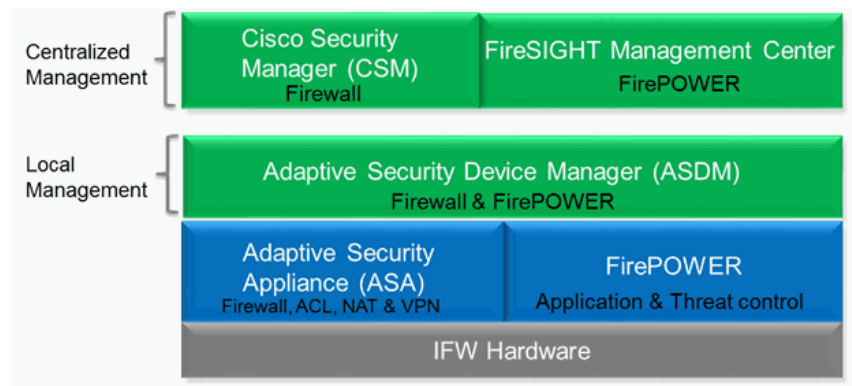 Centralized
Management
Cisco Security
Manager (CSM)
Firewall
FireSIGHT Management Center
FirePOWER
Local
Management
Adaptive Security Device Manager (ASDM)
Firewall & FirePOWER
Adaptive Security
Appliance (ASA)
Firewall, ACL, NAT & VPN
FirePOWER
Application & Threat control
IFW Hardware